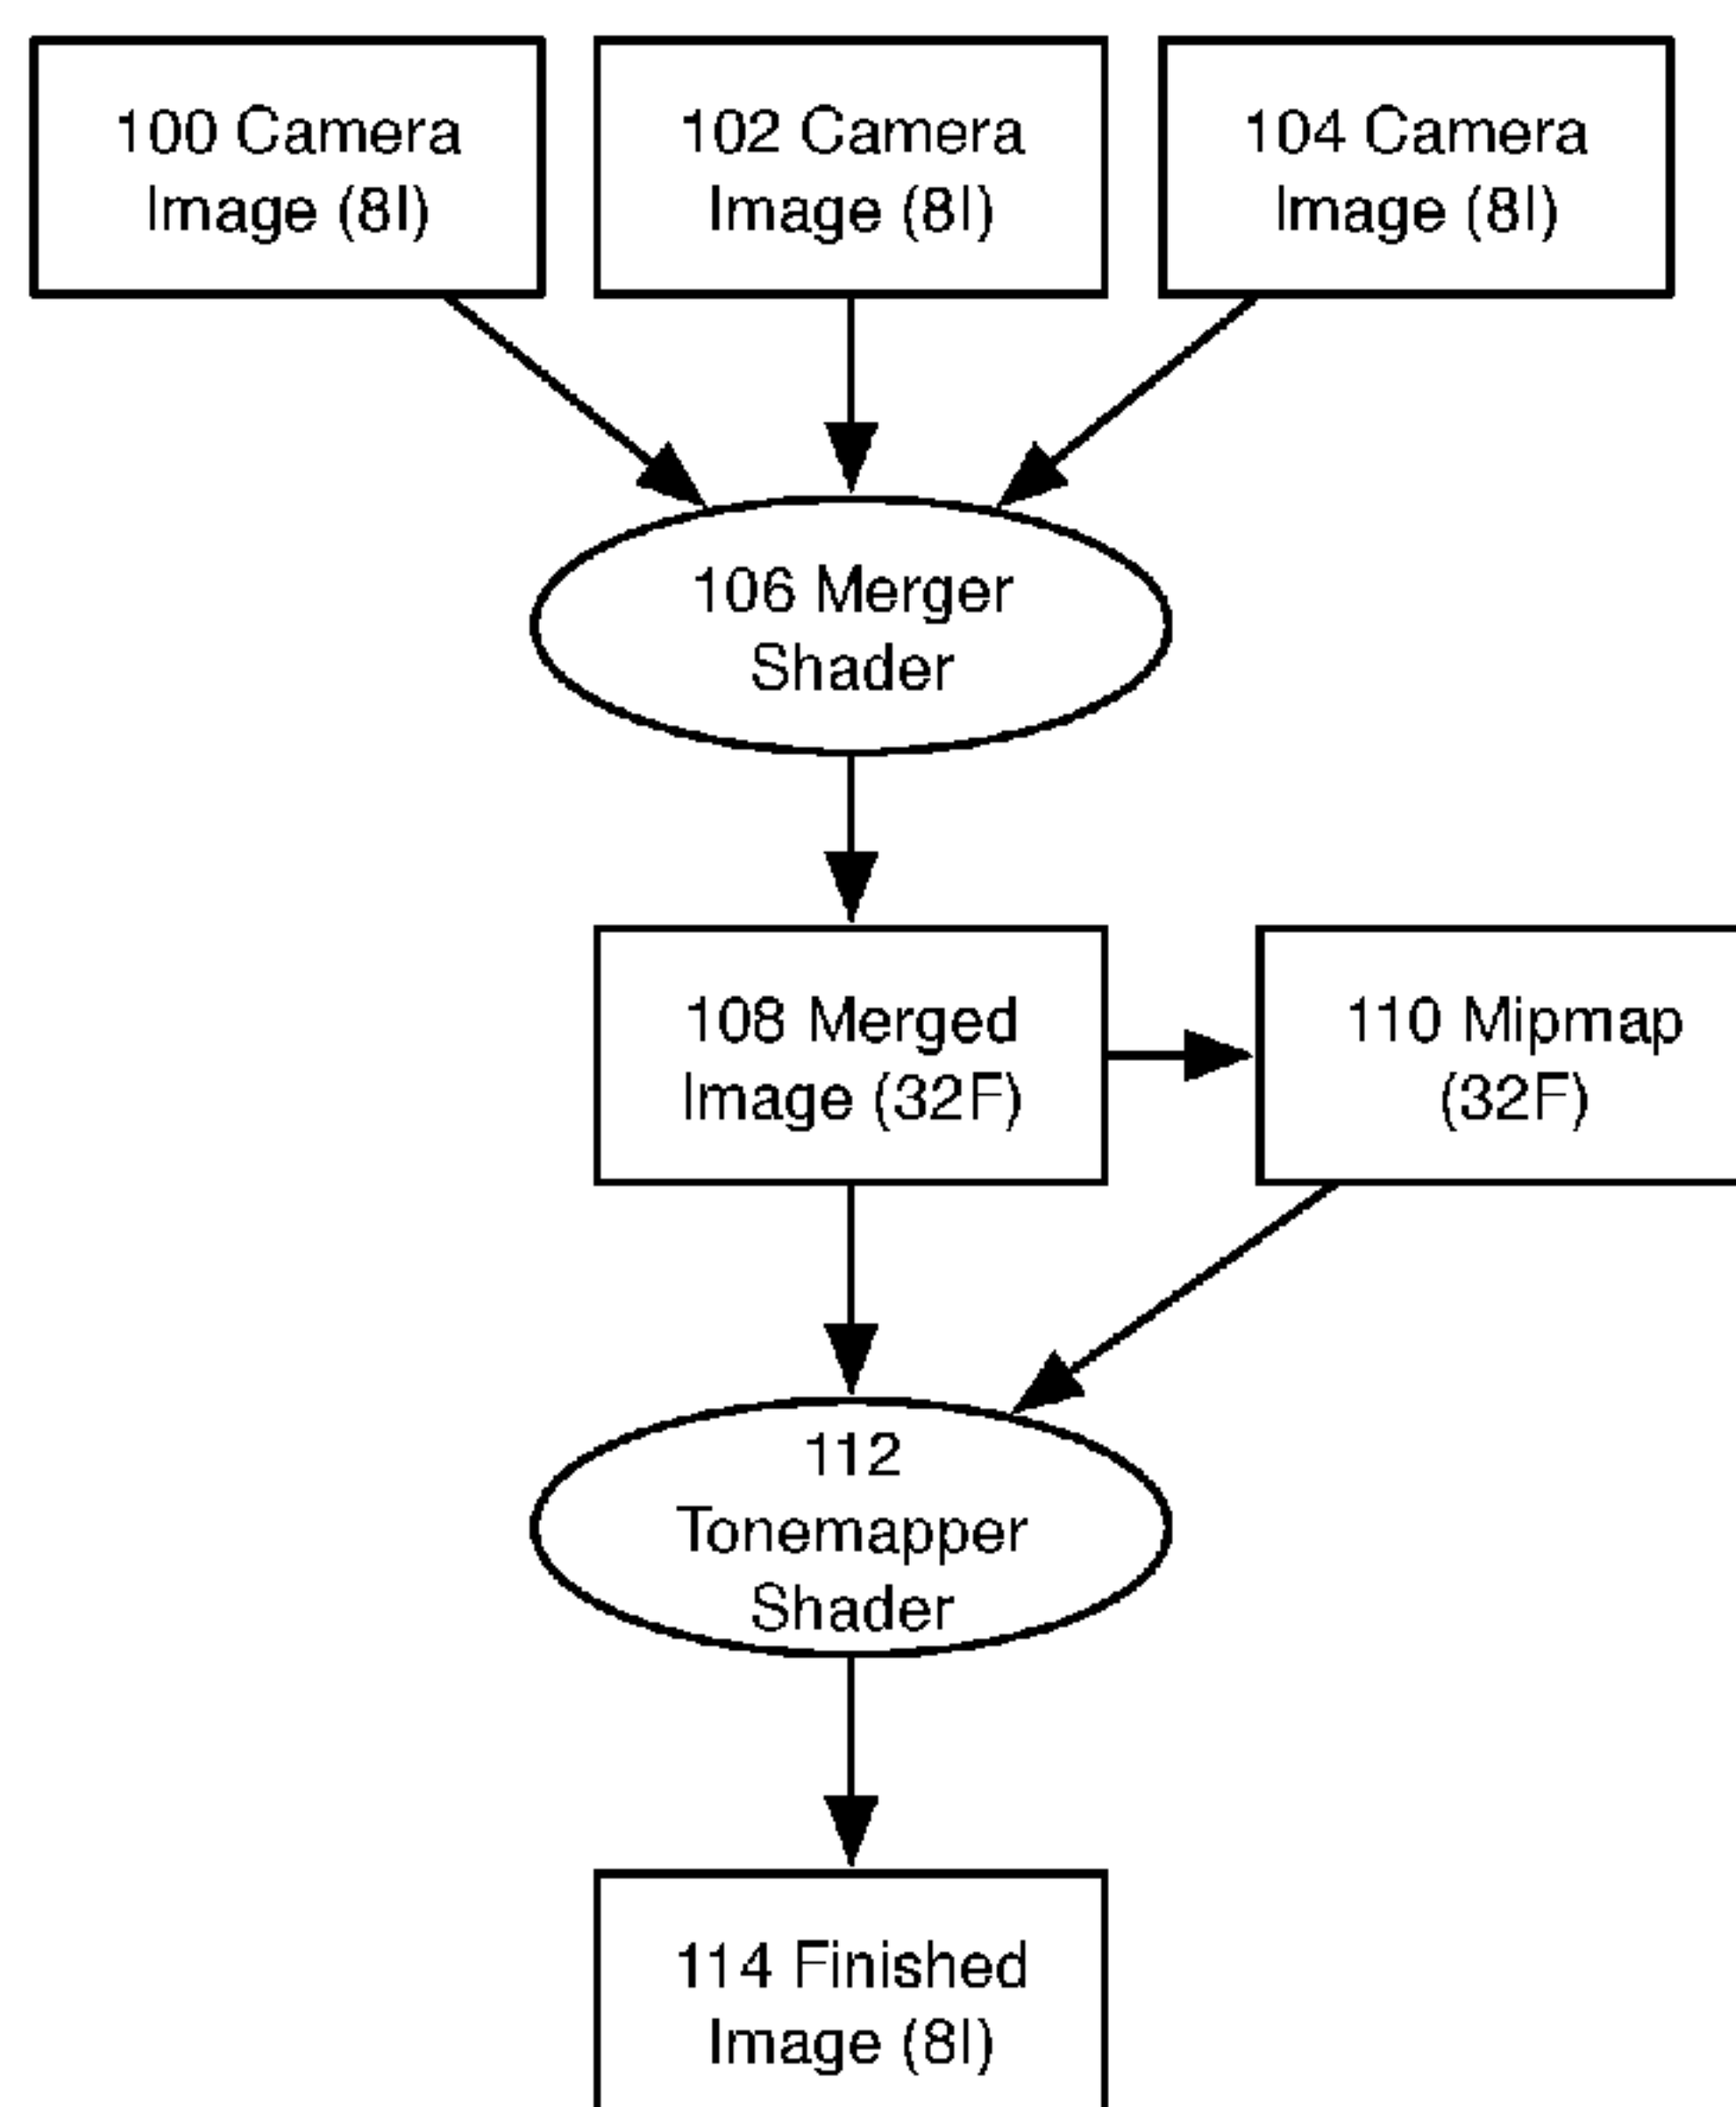 100 Camera
Image (8I)
102 Camera
Image (8I)
104 Camera
Image (8I)
106 Merger
Shader
108 Merged
Image (32F)
110 Mipmap
(32F)
112
Tonemapper
Shader
114 Finished
Image (8I)